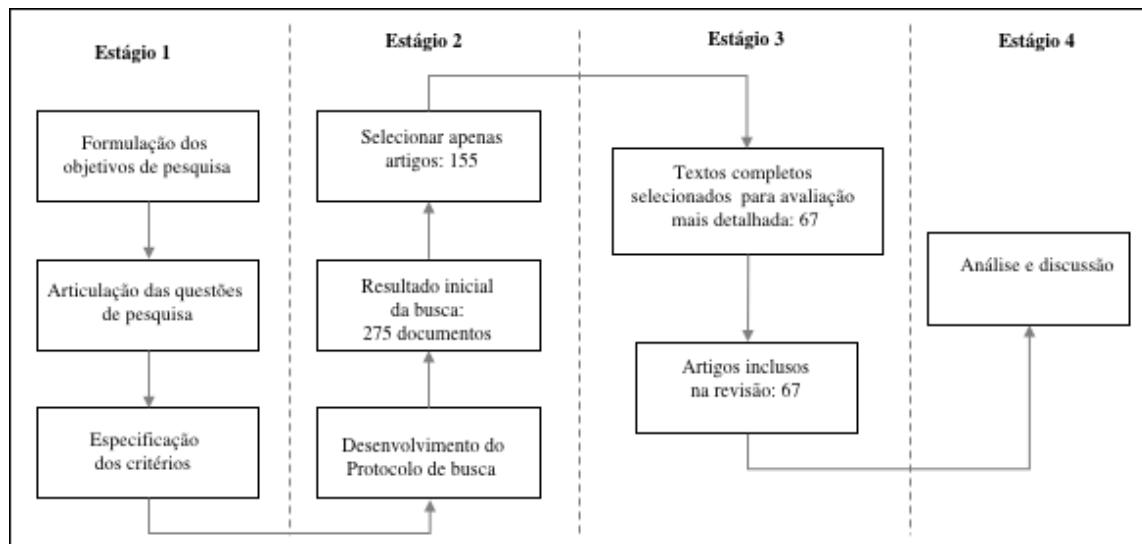 Estágio 1
Formulação dos
objetivos de pesquisa
Articulação das questões
de pesquisa
Especificação
dos critérios
Estágio 2
Selecionar apenas
artigos: 155
Resultado inicial
da busca:
275 documentos
Desenvolvimento do
Protocolo de busca
Estágio 3
Textos completos
selecionados para avaliação
mais detalhada: 67
Artigos inclusos
na revisão: 67
Estágio 4
Análise e discussão